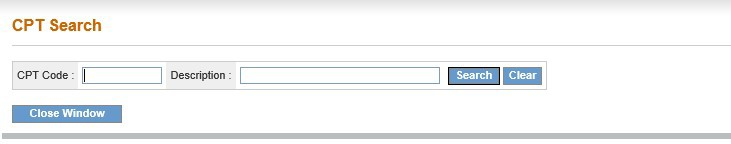 CPT Search
CPT Code : Description : Search Clear
Close Window